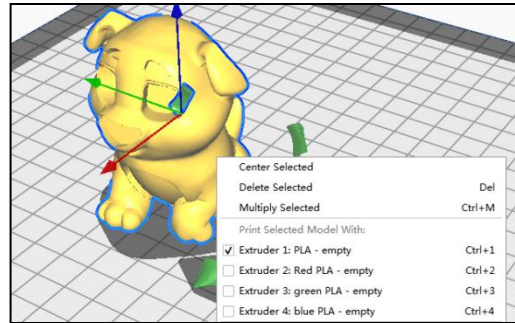 Center Selected
Delete Selected Del
Multiply Selected Ctrl+M
Print Selected Model With:
Extruder 1: PLA - empty Ctrl+1
Extruder 2: Red PLA - empty Ctrl+2
Extruder 3: green PLA - empty Ctrl+3
Extruder 4: blue PLA - empty Ctrl+4